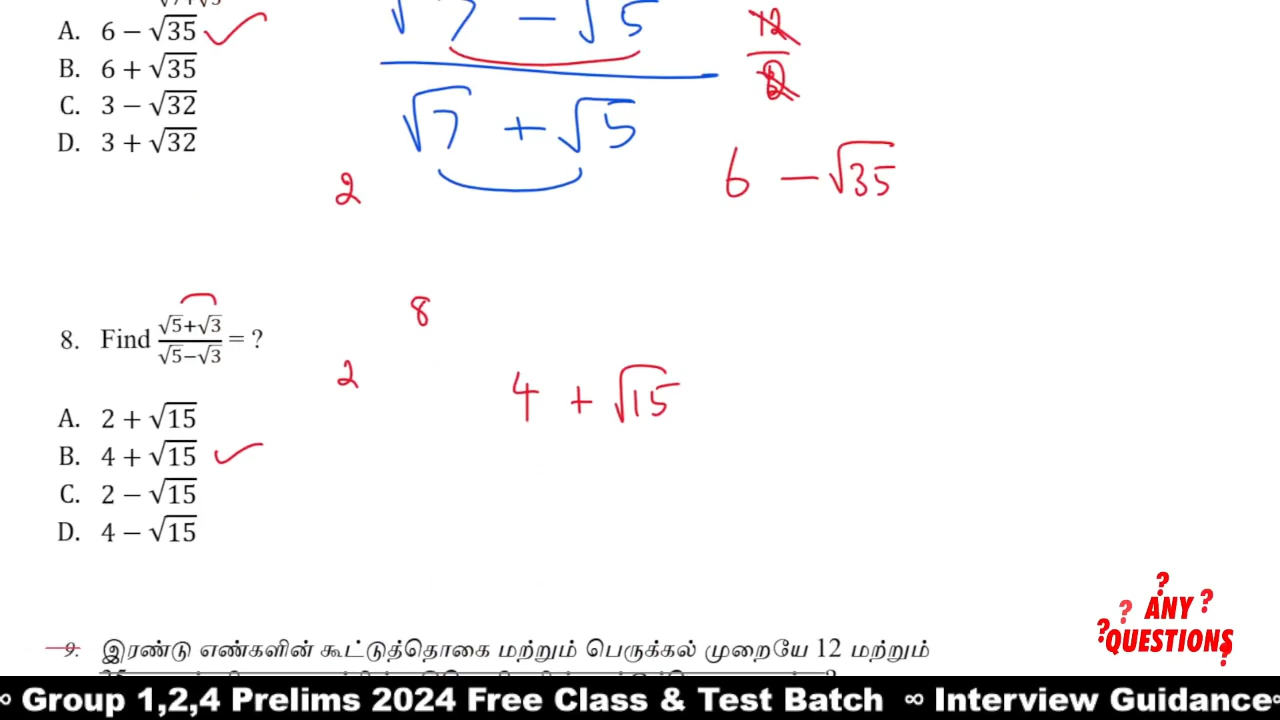 A. 6 − √35
B. 6 + √35
C. 3 − √32
D. 3 + √32
√7 − √5
√7 + √5
12
6 − √35
2
8
8. Find (√5+√3)/(√5−√3) = ?
2
4 + √15
A. 2 + √15
B. 4 + √15
C. 2 − √15
D. 4 − √15
? ANY ?
? QUESTIONS ?
9. இரண்டு எண்களின் கூட்டுத்தொகை மற்றும் பெருக்கல் முறையே 12 மற்றும்
∞ Group 1,2,4 Prelims 2024 Free Class & Test Batch ∞ Interview Guidance